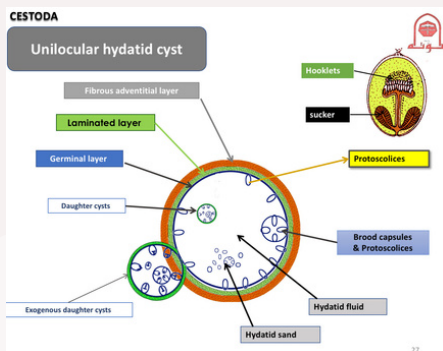 CESTODA
Unilocular hydatid cyst
Fibrous adventitial layer
Laminated layer
Germinal layer
Daughter cysts
Exogenous daughter cysts
Hooklets
sucker
Protoscolices
Brood capsules
& Protoscolices
Hydatid fluid
Hydatid sand
77